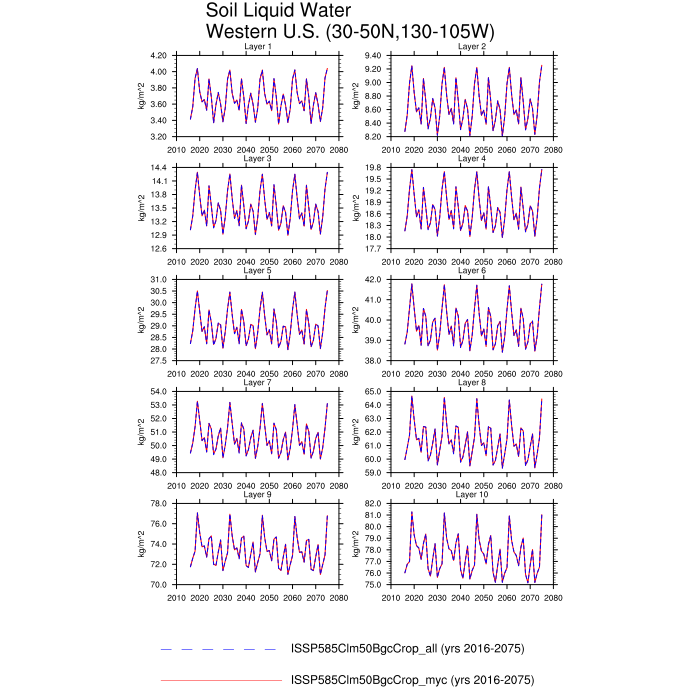 Soil Liquid Water
Western U.S. (30-50N,130-105W)
Layer 1
Layer 2
kg/m^2
4.20
4.00
3.80
3.60
3.40
3.20
2010 2020 2030 2040 2050 2060 2070 2080
kg/m^2
9.40
9.20
9.00
8.80
8.60
8.40
8.20
2010 2020 2030 2040 2050 2060 2070 2080
Layer 3
Layer 4
kg/m^2
14.4
14.1
13.8
13.5
13.2
12.9
12.6
2010 2020 2030 2040 2050 2060 2070 2080
kg/m^2
19.8
19.5
19.2
18.9
18.6
18.3
18.0
17.7
2010 2020 2030 2040 2050 2060 2070 2080
Layer 5
Layer 6
kg/m^2
31.0
30.5
30.0
29.5
29.0
28.5
28.0
27.5
2010 2020 2030 2040 2050 2060 2070 2080
kg/m^2
42.0
41.0
40.0
39.0
38.0
2010 2020 2030 2040 2050 2060 2070 2080
Layer 7
Layer 8
kg/m^2
54.0
53.0
52.0
51.0
50.0
49.0
48.0
2010 2020 2030 2040 2050 2060 2070 2080
kg/m^2
65.0
64.0
63.0
62.0
61.0
60.0
59.0
2010 2020 2030 2040 2050 2060 2070 2080
Layer 9
Layer 10
kg/m^2
78.0
76.0
74.0
72.0
70.0
2010 2020 2030 2040 2050 2060 2070 2080
kg/m^2
82.0
81.0
80.0
79.0
78.0
77.0
76.0
75.0
2010 2020 2030 2040 2050 2060 2070 2080
ISSP585Clm50BgcCrop_all (yrs 2016-2075)
ISSP585Clm50BgcCrop_myc (yrs 2016-2075)